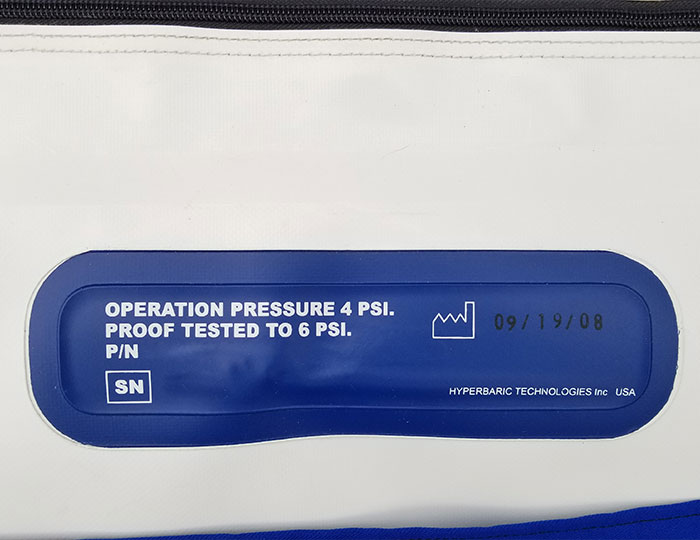 OPERATION PRESSURE 4 PSI.
PROOF TESTED TO 6 PSI.
P/N
SN
09/19/08
HYPERBARIC TECHNOLOGIES Inc USA